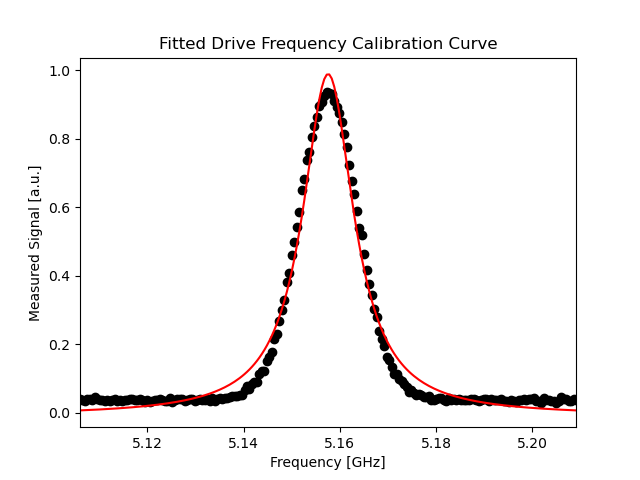 Fitted Drive Frequency Calibration Curve
1.0
0.8
0.6
0.4
0.2
0.0
Measured Signal [a.u.]
5.12 5.14 5.16 5.18 5.20
Frequency [GHz]